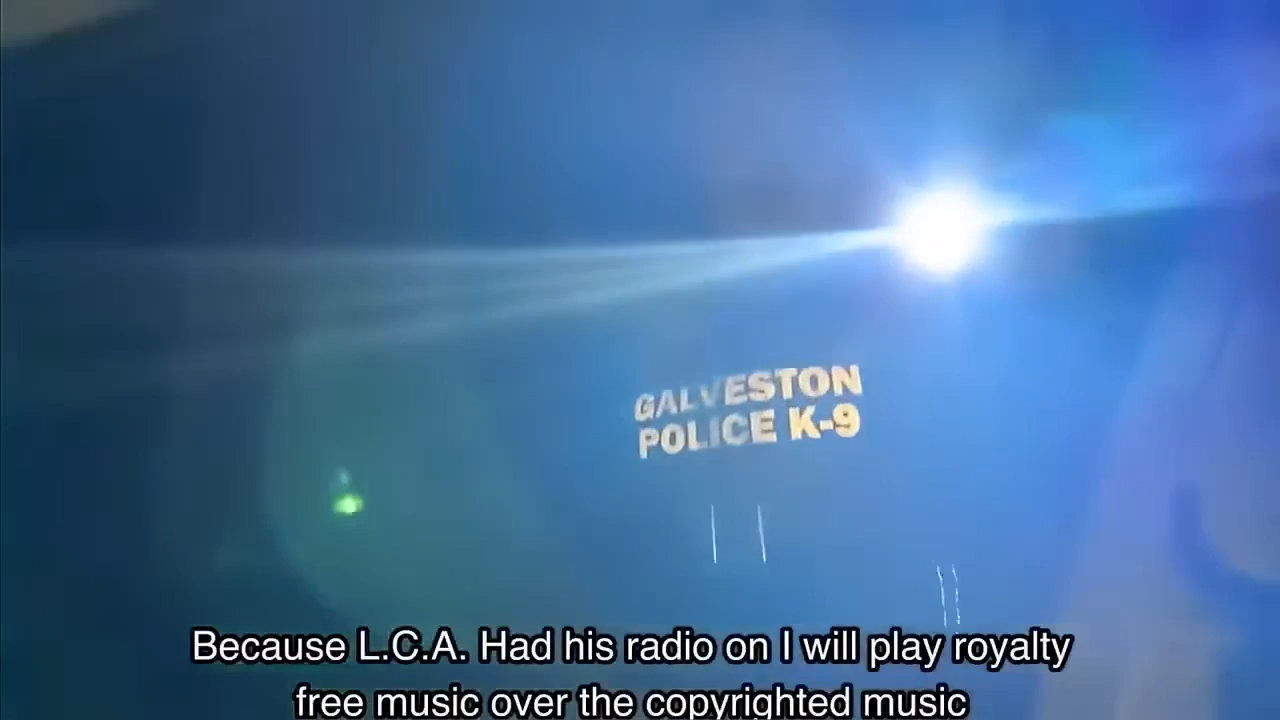 GALVESTON
POLICE K-9
Because L.C.A. Had his radio on I will play royalty
free music over the copyrighted music